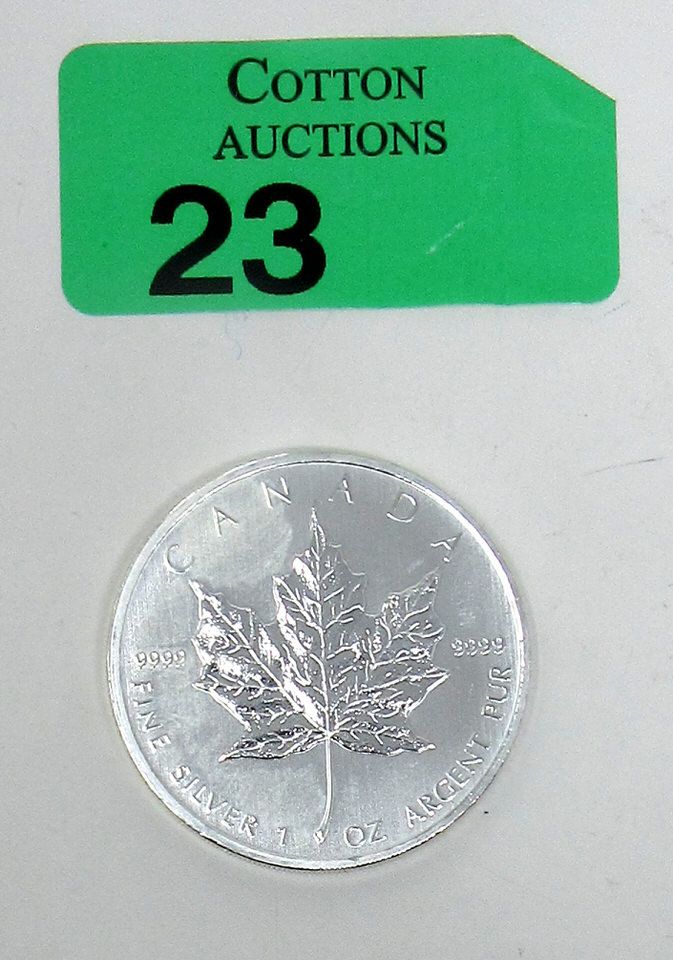 COTTON
AUCTIONS
23
CANADA
9999 9999
FINE SILVER 1 OZ ARGENT PUR